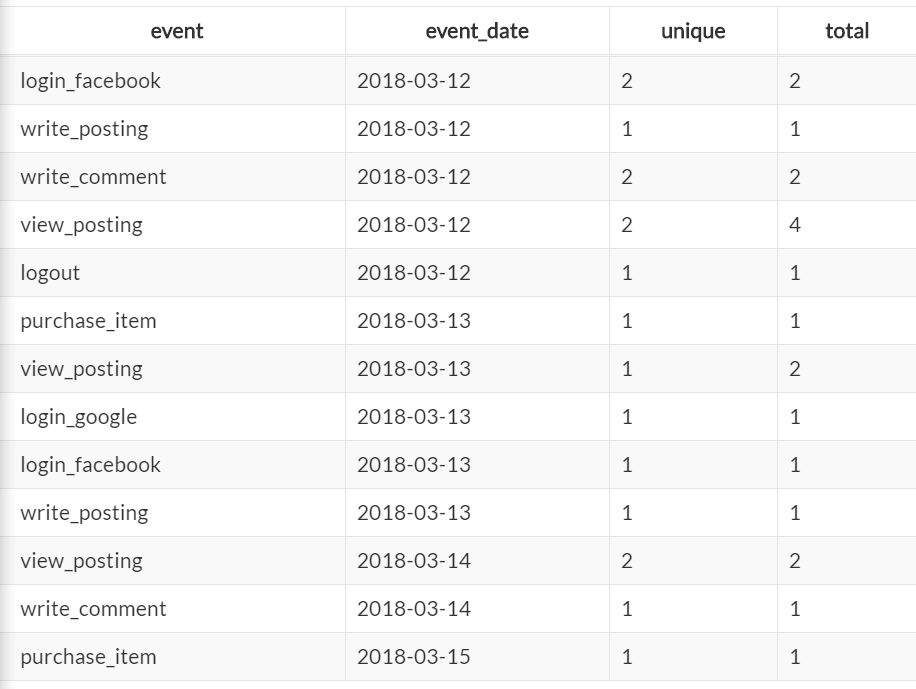 event event_date unique total
login_facebook 2018-03-12 2 2
write_posting 2018-03-12 1 1
write_comment 2018-03-12 2 2
view_posting 2018-03-12 2 4
logout 2018-03-12 1 1
purchase_item 2018-03-13 1 1
view_posting 2018-03-13 1 2
login_google 2018-03-13 1 1
login_facebook 2018-03-13 1 1
write_posting 2018-03-13 1 1
view_posting 2018-03-14 2 2
write_comment 2018-03-14 1 1
purchase_item 2018-03-15 1 1